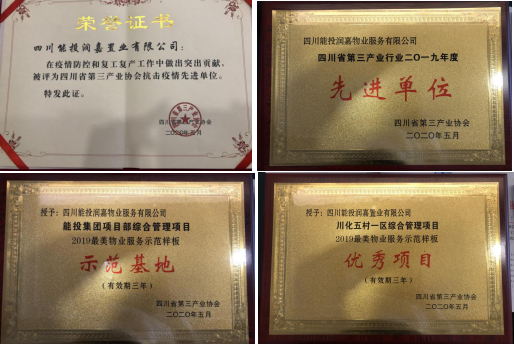 荣誉证书
四川能投润嘉置业有限公司：
在疫情防控和复工复产工作中做出突出贡献，
被评为四川省第三产业协会抗击疫情先进单位。
特发此证。
四川省第三产业协会
二〇二〇年五月
四川能投润嘉物业服务有限公司
四川省第三产业行业二〇一九年度
先进单位
四川省第三产业协会
二〇二〇年五月
授予：四川能投润嘉物业服务有限公司
能投集团项目部综合管理项目
2019最美物业服务示范样板
示范基地
（有效期三年）
四川省第三产业协会
二〇二〇年五月
授予：四川能投润嘉置业有限公司
川化五村一区综合管理项目
2019最美物业服务示范样板
优秀项目
（有效期三年）
四川省第三产业协会
二〇二〇年五月